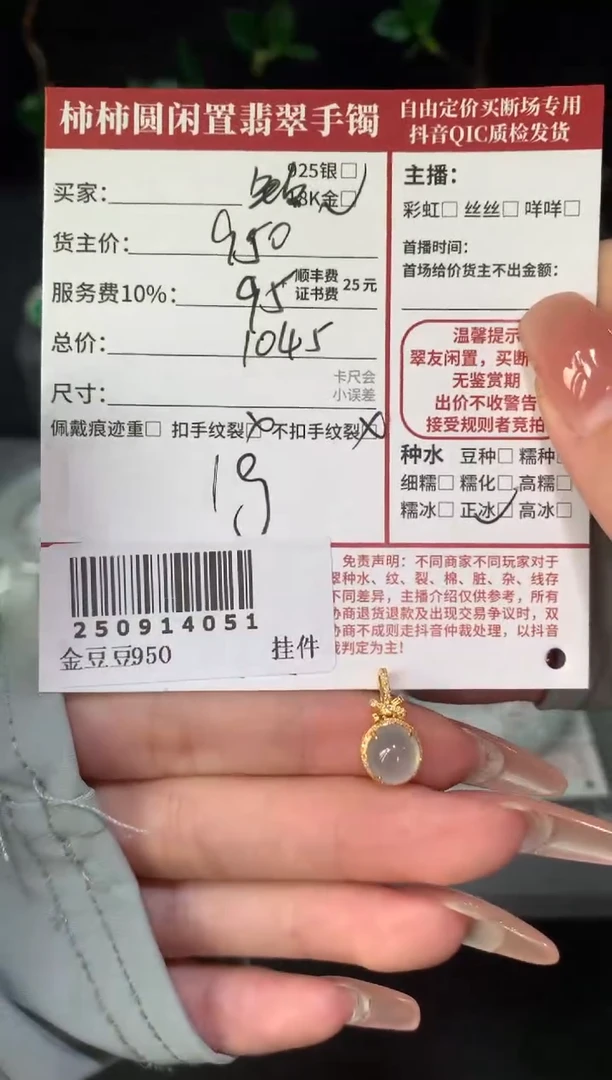 柿柿圆闲置翡翠手镯
自由定价买断场专用
抖音QIC质检发货
925银□
买家：
8K金□
货主价：950
服务费10%：95 顺丰费 证书费 25元
总价：1045
尺寸：
卡尺会
小误差
佩戴痕迹重□ 扣手纹裂□ 不扣手纹裂□
19
主播：
彩虹□ 丝丝□ 咩咩□
首播时间：
首场给价货主不出金额：
温馨提示
翠友闲置，买断
无鉴赏期
出价不收警告
接受规则者竞拍
种水 豆种□ 糯种□
细糯□ 糯化□ 高糯□
糯冰□ 正冰□ 高冰□
免责声明：不同商家不同玩家对于
翠种水、纹、裂、棉、脏、杂、线存
不同差异，主播介绍仅供参考，所有
协商退货退款及出现交易争议时，双
协商不成则走抖音仲裁处理，以抖音
裁判定为主！
250914051
金豆豆950
挂件